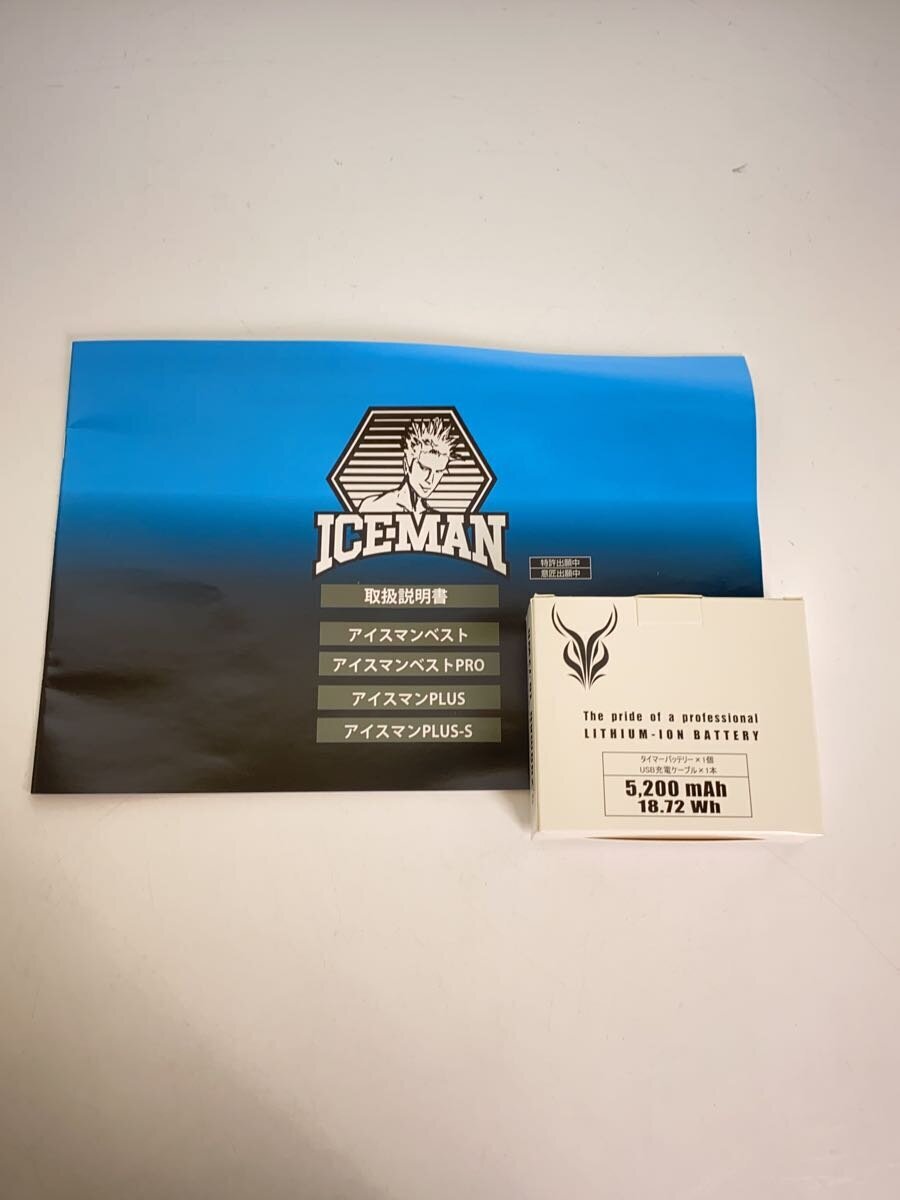 ICE-MAN
特許出願中
意匠出願中
取扱説明書
アイスマンベスト
アイスマンベストPRO
アイスマンPLUS
アイスマンPLUS-S
The pride of a professional
LITHIUM-ION BATTERY
タイマーバッテリー×1個
USB充電ケーブル×1本
5,200 mAh
18.72 Wh